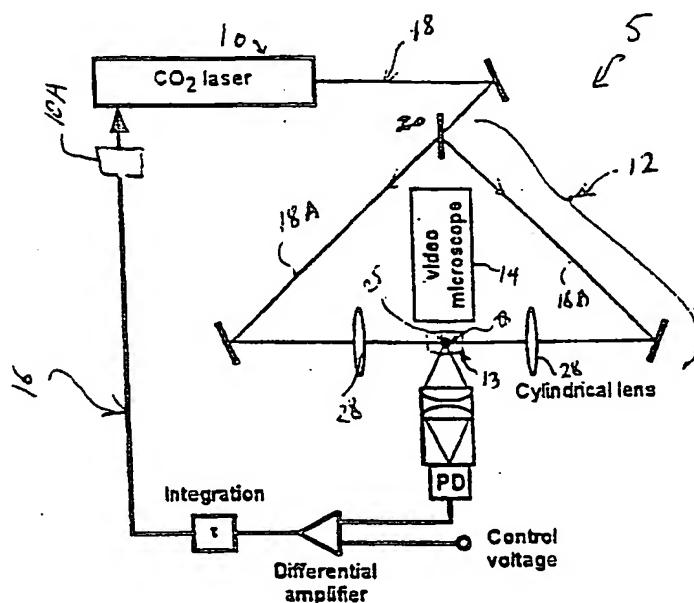 10
18
5
CO2 laser
10A
20
12
18A
video microscope
14
18B
25
13
28
28
Cylindrical lens
16
PD
Integration
τ
Control voltage
Differential amplifier